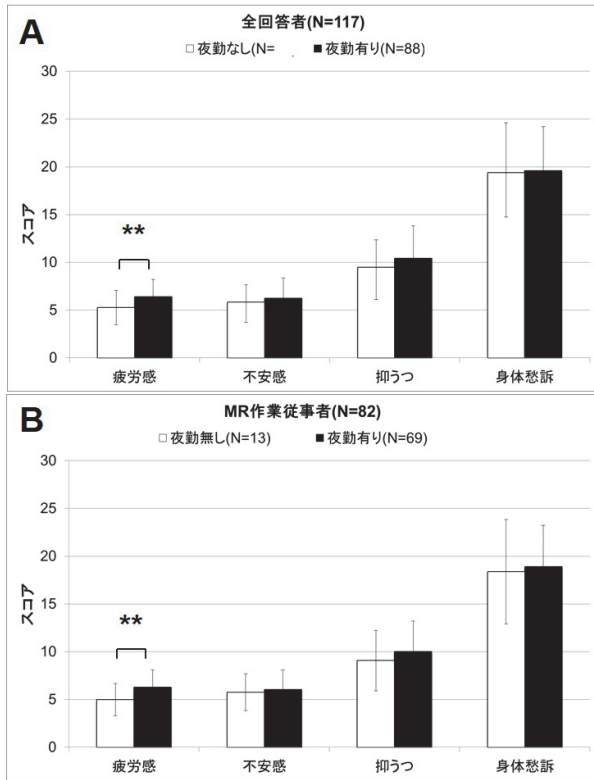 A
全回答者(N=117)
夜勤なし(N= 夜勤有り(N=88)
30
25
20
15
10
5
0
スコア
**
疲労感 不安感 抑うつ 身体愁訴
B
MR作業従事者(N=82)
夜勤無し(N=13) 夜勤有り(N=69)
30
25
20
15
10
5
0
スコア
**
疲労感 不安感 抑うつ 身体愁訴